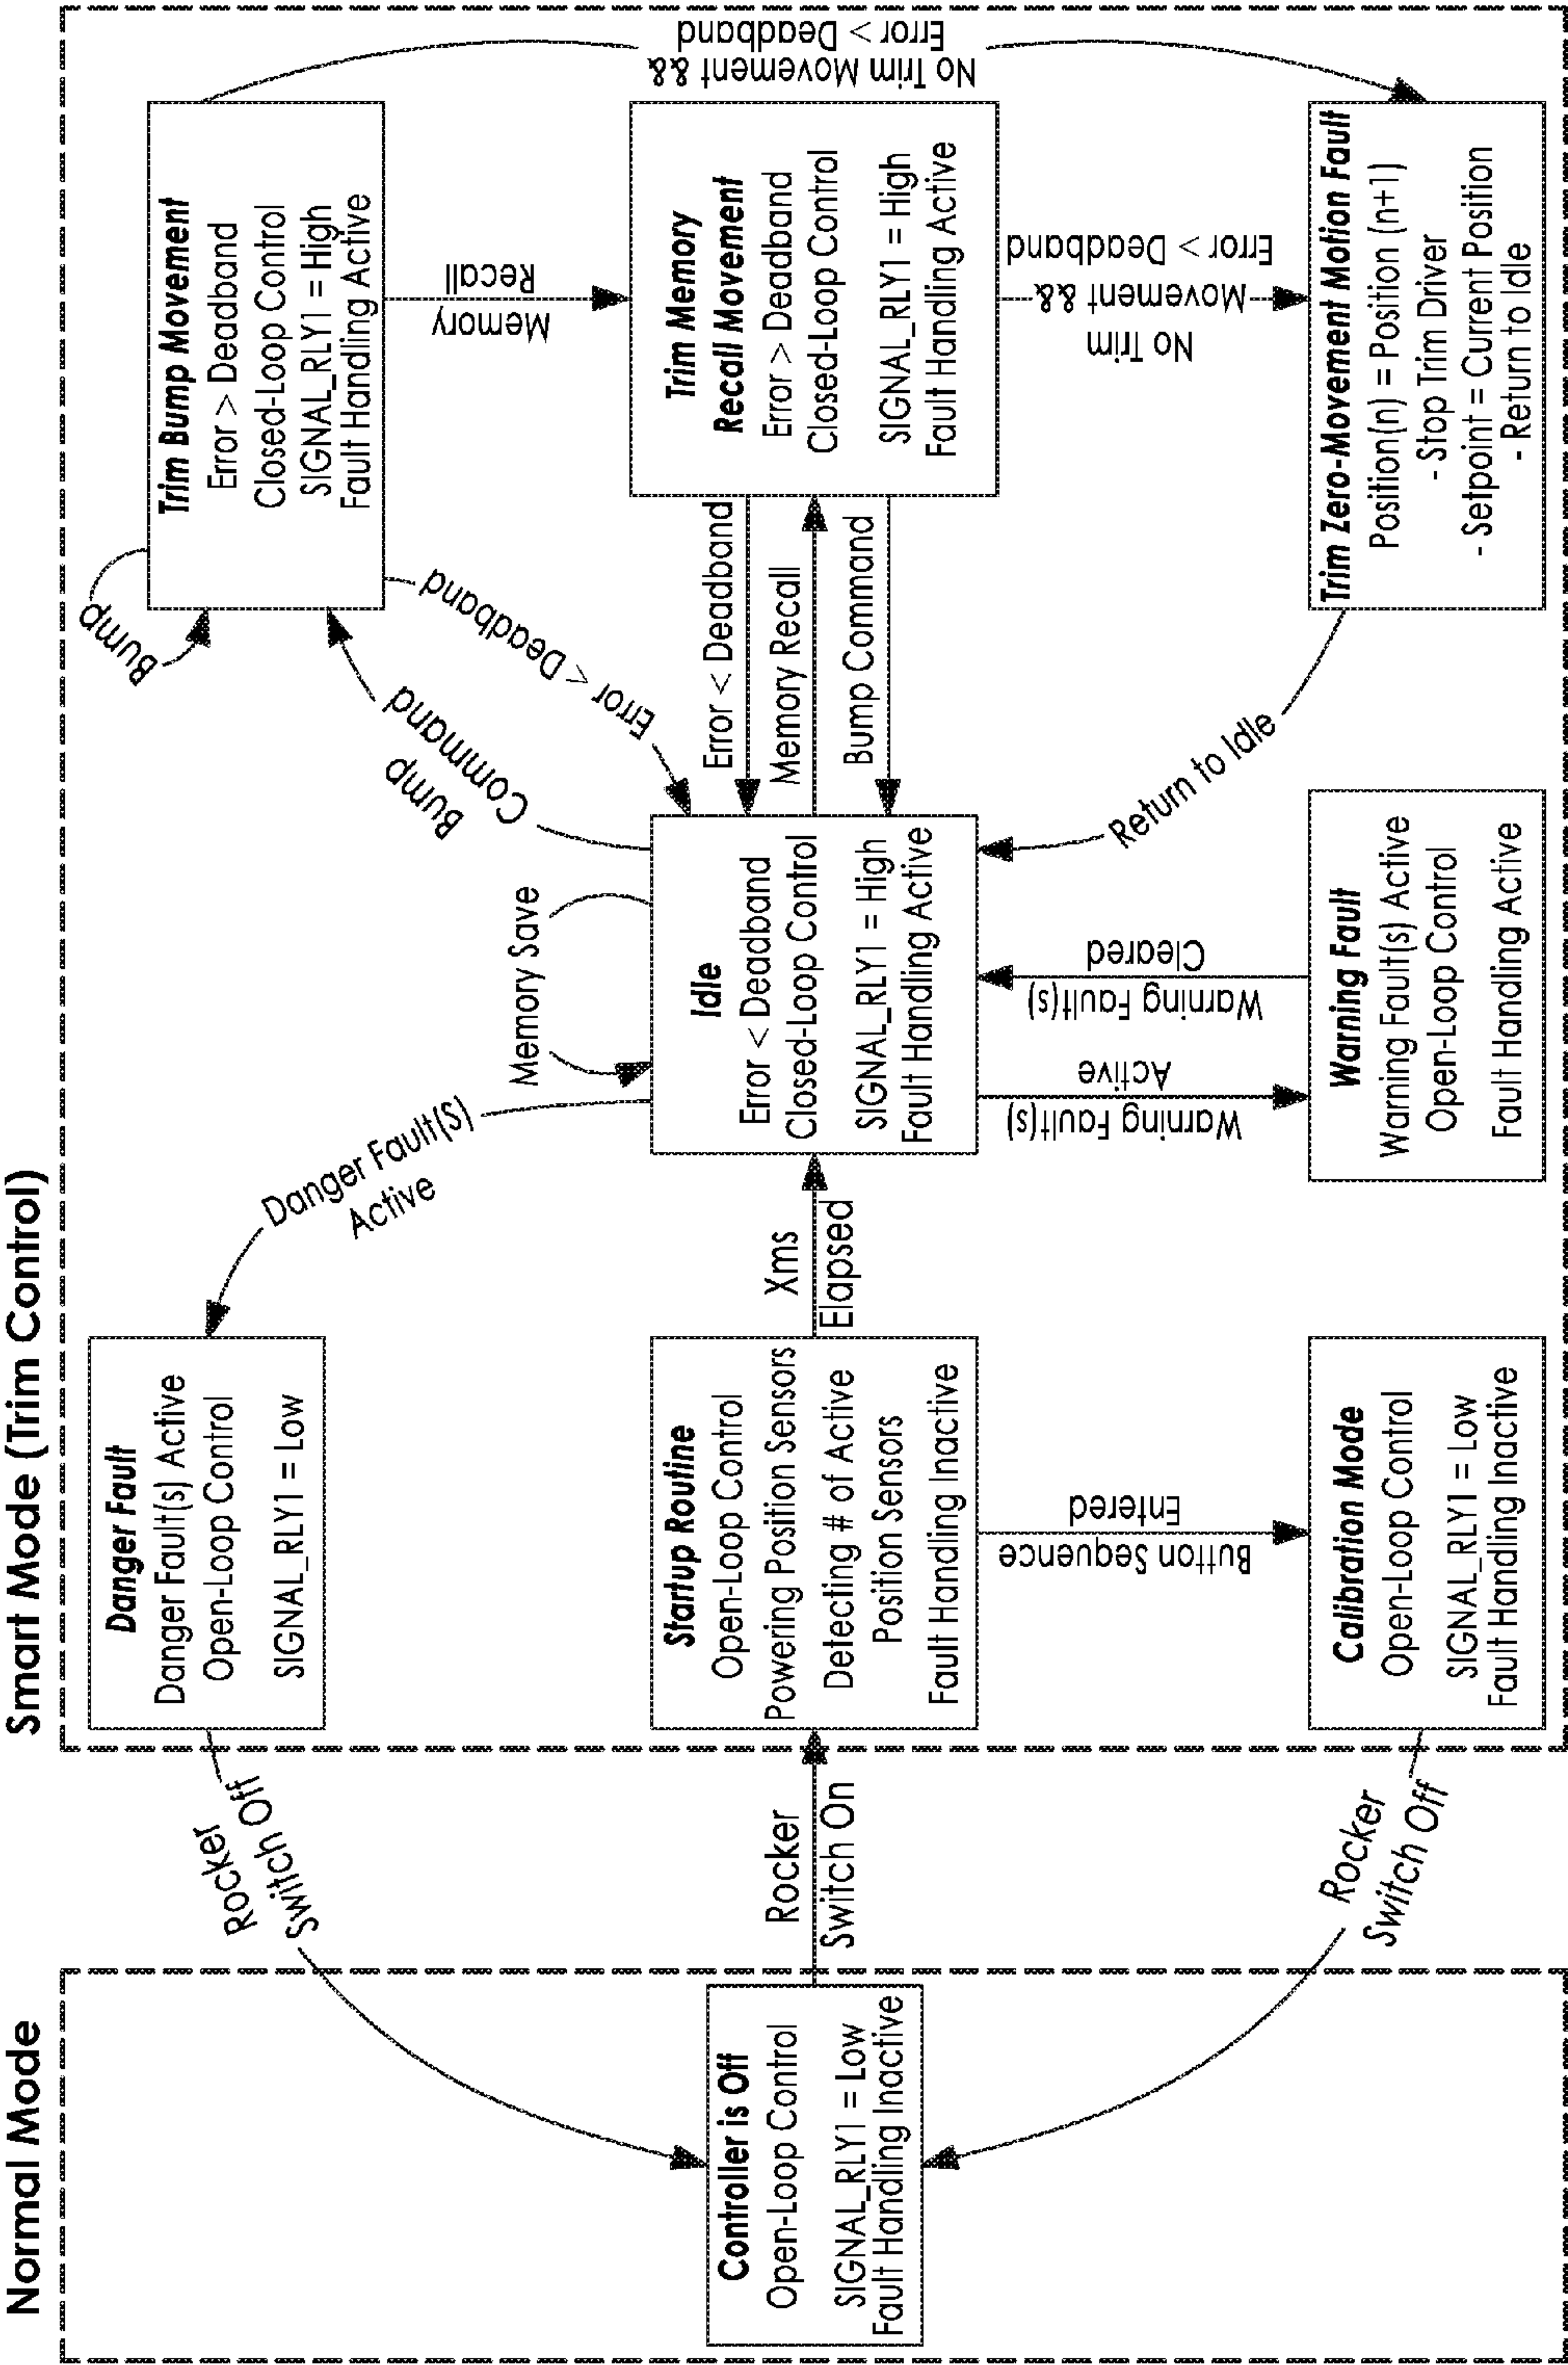 Normal Mode
Smart Mode (Trim Control)
Controller is Off
Open-Loop Control
SIGNAL_RLY1 = Low
Fault Handling Inactive
Rocker
Switch Off
Rocker
Switch On
Rocker
Switch Off
Danger Fault
Danger Fault(s) Active
Open-Loop Control
SIGNAL_RLY1 = Low
Startup Routine
Open-Loop Control
Powering Position Sensors
Detecting # of Active
Position Sensors
Fault Handling Inactive
Button Sequence
Entered
Calibration Mode
Open-Loop Control
SIGNAL_RLY1 = Low
Fault Handling Inactive
Danger Fault(S)
Active
Xms
Elapsed
Memory Save
Idle
Error < Deadband
Closed-Loop Control
SIGNAL_RLY1 = High
Fault Handling Active
Warning Fault(s)
Active
Warning Fault(s)
Cleared
Warning Fault
Warning Fault(s) Active
Open-Loop Control
Fault Handling Active
Bump
Command
Error < Deadband
Bump
Error < Deadband
Memory Recall
Bump Command
Return to Idle
Trim Bump Movement
Error > Deadband
Closed-Loop Control
SIGNAL_RLY1 = High
Fault Handling Active
Memory
Recall
Trim Memory
Recall Movement
Error > Deadband
Closed-Loop Control
SIGNAL_RLY1 = High
Fault Handling Active
No Trim
Movement &&
Error > Deadband
Trim Zero-Movement Motion Fault
Position(n) = Position (n+1)
- Stop Trim Driver
- Setpoint = Current Position
- Return to Idle
No Trim Movement &&
Error > Deadband